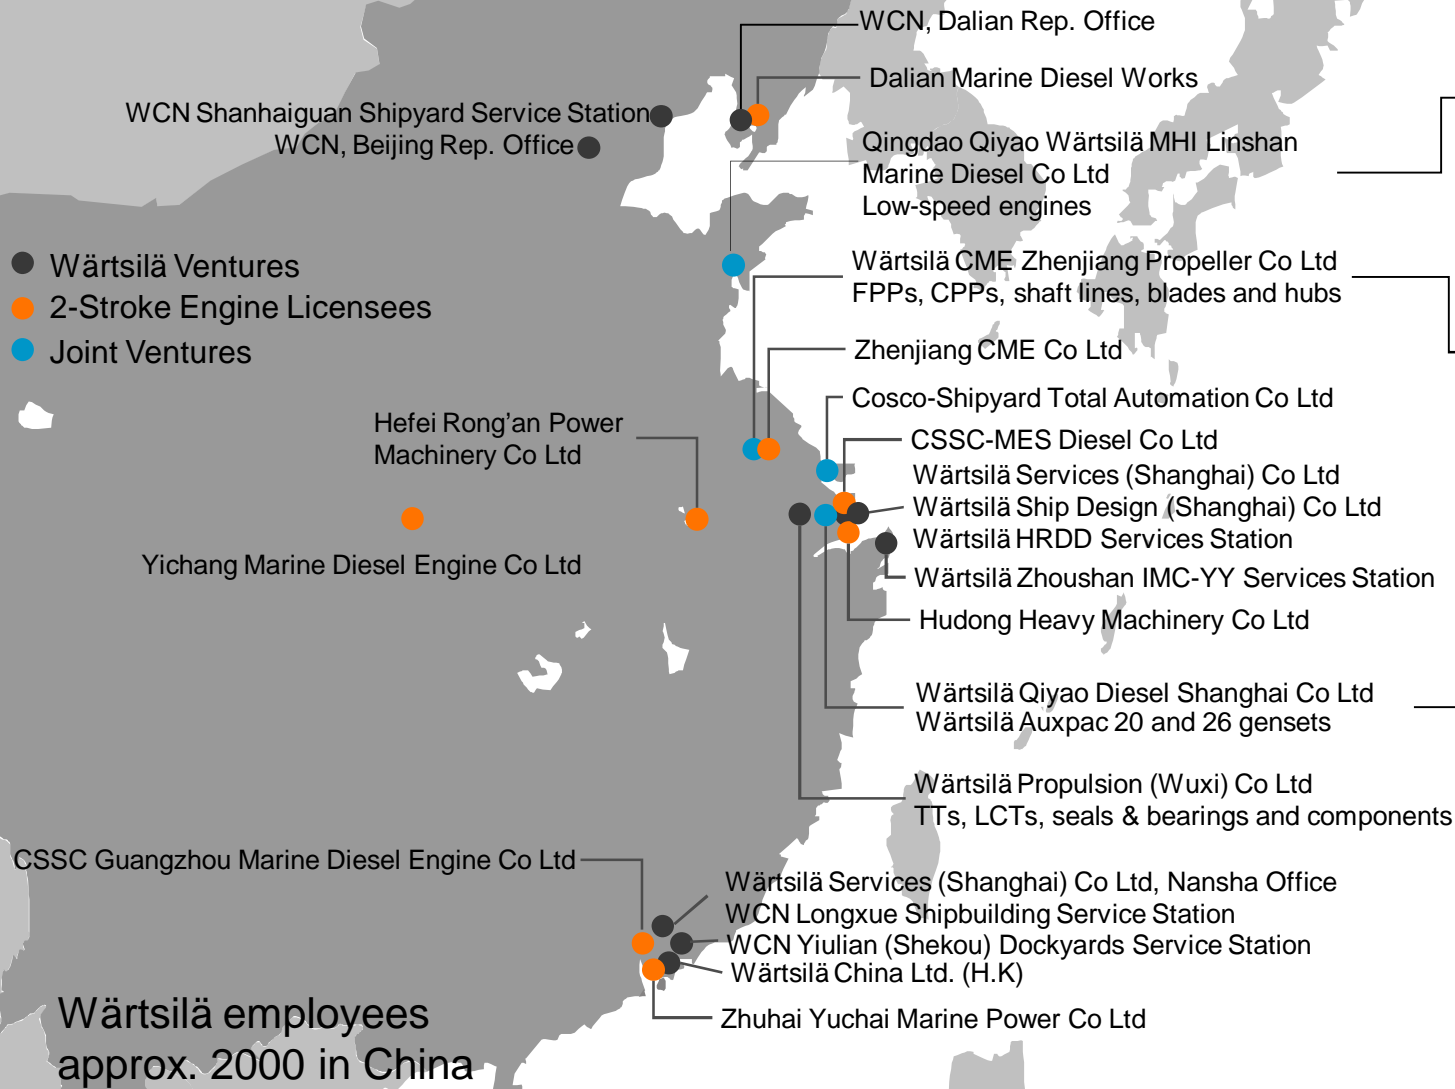 WCN, Dalian Rep. Office
Dalian Marine Diesel Works
WCN Shanhaiguan Shipyard Service Station
WCN, Beijing Rep. Office
Qingdao Qiyao Wärtsilä MHI Linshan
Marine Diesel Co Ltd
Low-speed engines
Wärtsilä Ventures
2-Stroke Engine Licensees
Joint Ventures
Wärtsilä CME Zhenjiang Propeller Co Ltd
FPPs, CPPs, shaft lines, blades and hubs
Zhenjiang CME Co Ltd
Cosco-Shipyard Total Automation Co Ltd
Hefei Rong’an Power
Machinery Co Ltd
CSSC-MES Diesel Co Ltd
Wärtsilä Services (Shanghai) Co Ltd
Wärtsilä Ship Design (Shanghai) Co Ltd
Wärtsilä HRDD Services Station
Yichang Marine Diesel Engine Co Ltd
Wärtsilä Zhoushan IMC-YY Services Station
Hudong Heavy Machinery Co Ltd
Wärtsilä Qiyao Diesel Shanghai Co Ltd
Wärtsilä Auxpac 20 and 26 gensets
Wärtsilä Propulsion (Wuxi) Co Ltd
TTs, LCTs, seals & bearings and components
CSSC Guangzhou Marine Diesel Engine Co Ltd
Wärtsilä Services (Shanghai) Co Ltd, Nansha Office
WCN Longxue Shipbuilding Service Station
WCN Yiulian (Shekou) Dockyards Service Station
Wärtsilä China Ltd. (H.K)
Zhuhai Yuchai Marine Power Co Ltd
Wärtsilä employees
approx. 2000 in China